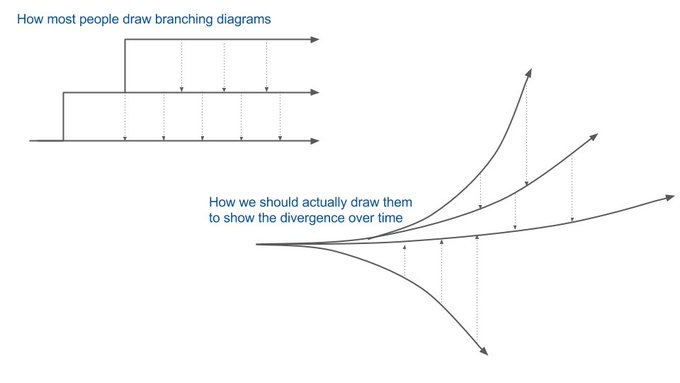 How most people draw branching diagrams
How we should actually draw them
to show the divergence over time